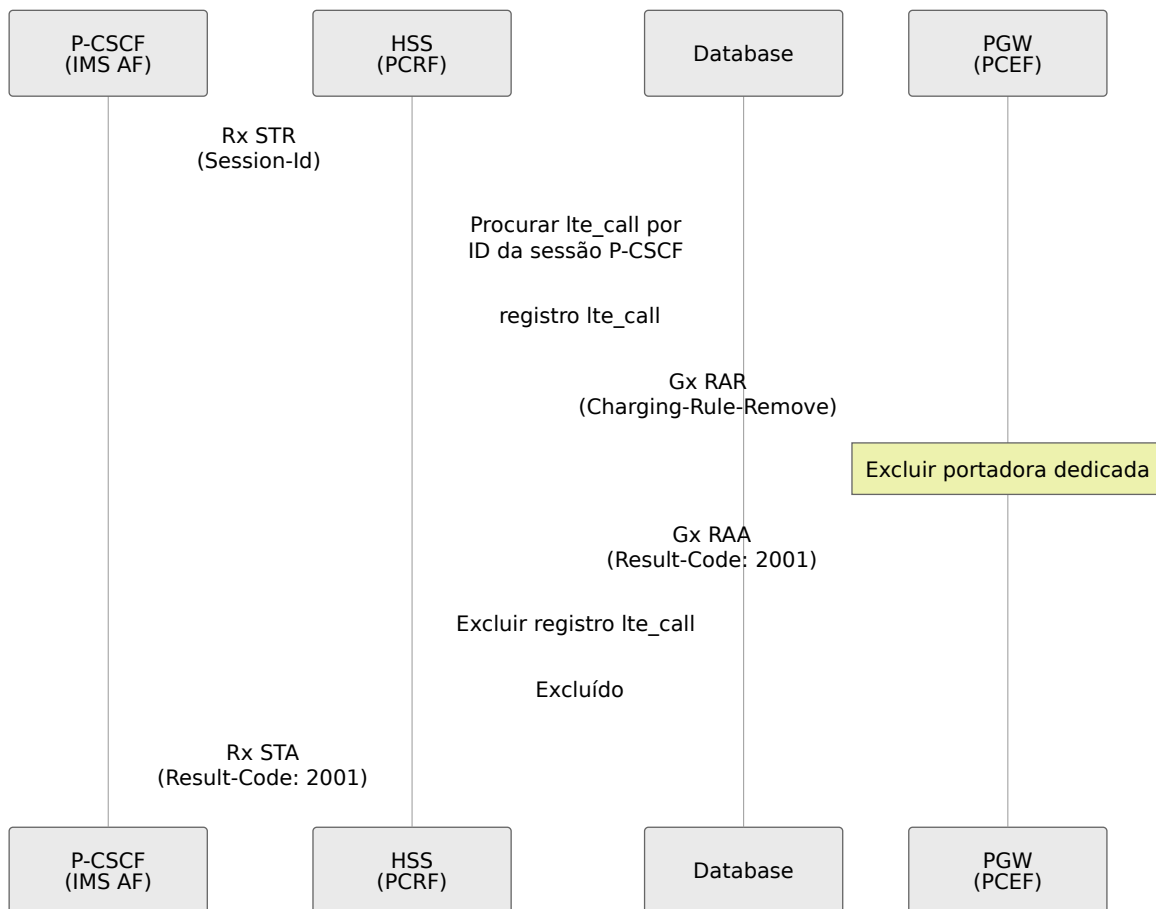 P-CSCF
(IMS AF)
HSS
(PCRF)
Database
PGW
(PCEF)
Rx STR
(Session-Id)
Procurar lte_call por
ID da sessão P-CSCF
registro lte_call
Gx RAR
(Charging-Rule-Remove)
Excluir portadora dedicada
Gx RAA
(Result-Code: 2001)
Excluir registro lte_call
Excluído
Rx STA
(Result-Code: 2001)
P-CSCF
(IMS AF)
HSS
(PCRF)
Database
PGW
(PCEF)